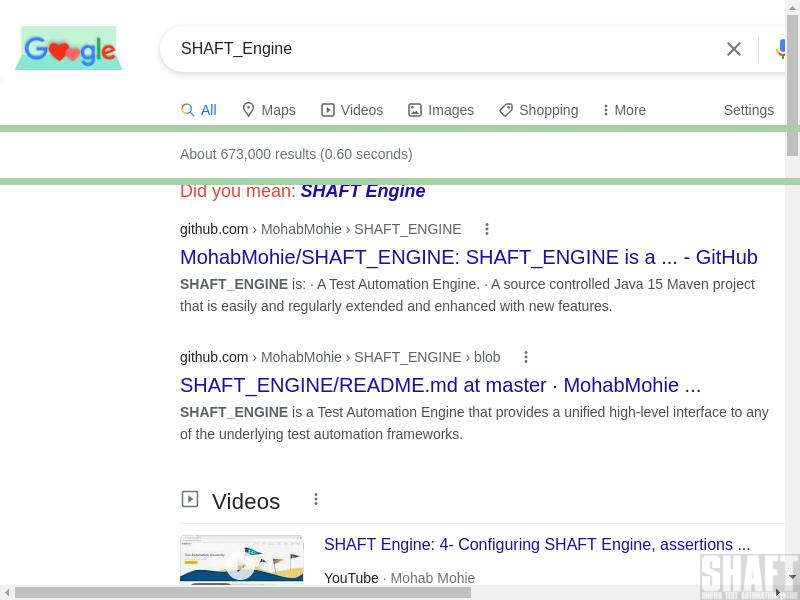 Google
SHAFT_Engine
All Maps Videos Images Shopping More Settings
About 673,000 results (0.60 seconds)
Did you mean: SHAFT Engine
github.com › MohabMohie › SHAFT_ENGINE
MohabMohie/SHAFT_ENGINE: SHAFT_ENGINE is a ... - GitHub
SHAFT_ENGINE is: · A Test Automation Engine. · A source controlled Java 15 Maven project
that is easily and regularly extended and enhanced with new features.
github.com › MohabMohie › SHAFT_ENGINE › blob
SHAFT_ENGINE/README.md at master · MohabMohie ...
SHAFT_ENGINE is a Test Automation Engine that provides a unified high-level interface to any
of the underlying test automation frameworks.
Videos
SHAFT Engine: 4- Configuring SHAFT Engine, assertions ...
YouTube · Mohab Mohie
SHAFT